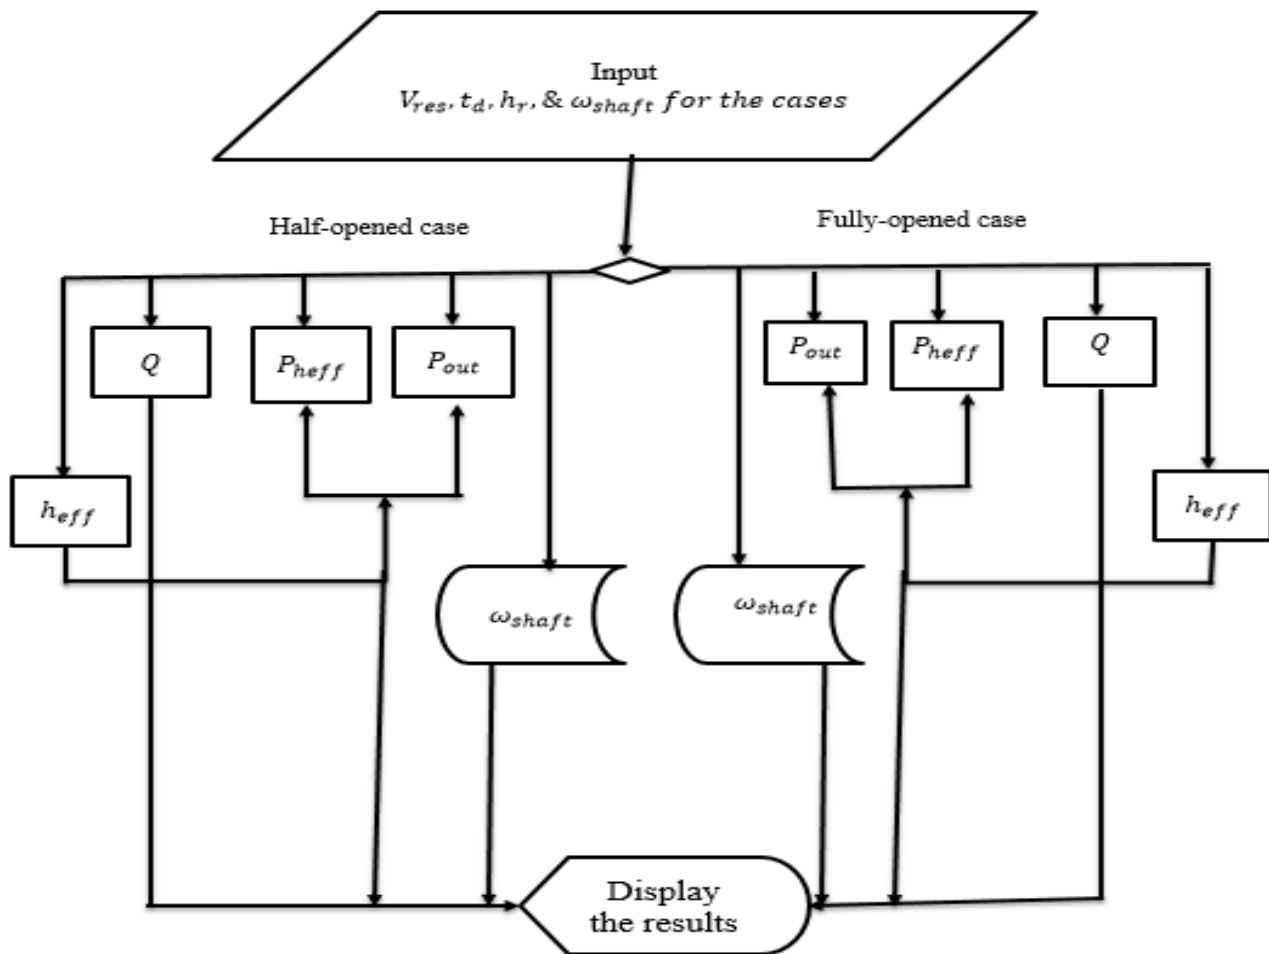 Input
V_res, t_d, h_r, & ω_shaft for the cases
Half-opened case
Fully-opened case
Q
P_heff
P_out
P_out
P_heff
Q
h_eff
h_eff
ω_shaft
ω_shaft
Display
the results